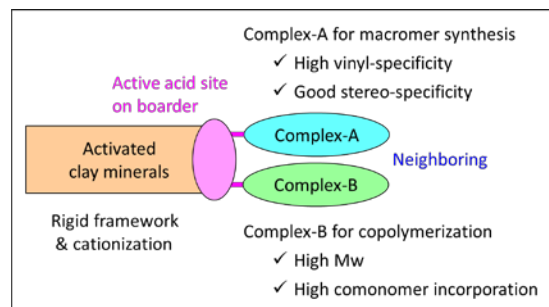 Complex-A for macromer synthesis
✓ High vinyl-specificity
✓ Good stereo-specificity
Active acid site
on boarder
Complex-A
Activated
clay minerals
Neighboring
Complex-B
Rigid framework
& cationization
Complex-B for copolymerization
✓ High Mw
✓ High comonomer incorporation